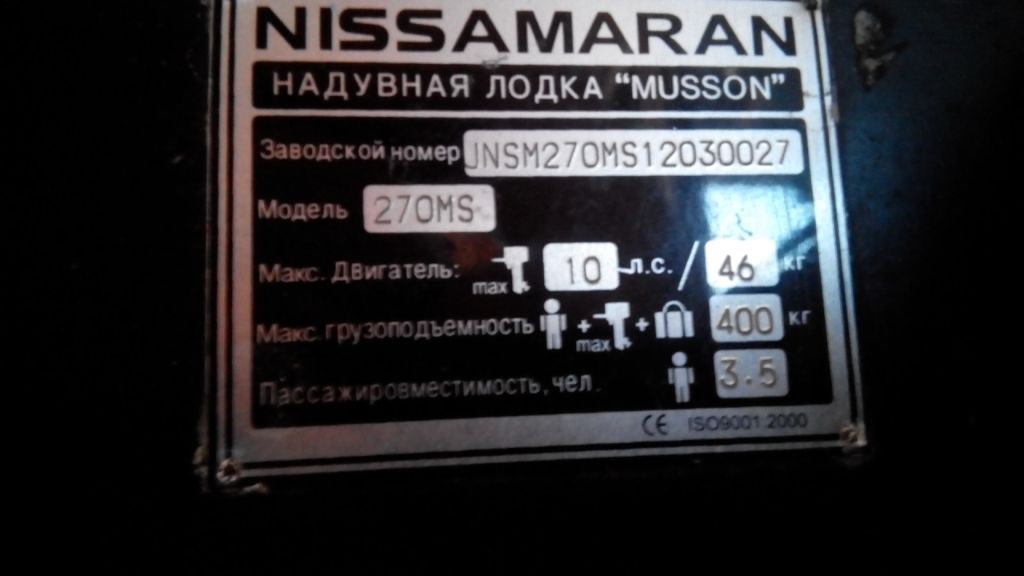 NISSAMARAN
НАДУВНАЯ ЛОДКА "MUSSON"
Заводской номер JNSM270MS12030027
Модель 270MS
Макс. Двигатель: max 10 л.с. / 46 кг
Макс. грузоподъемность + max + 400 кг
Пассажировместимость, чел. 3.5
CE ISO9001:2000